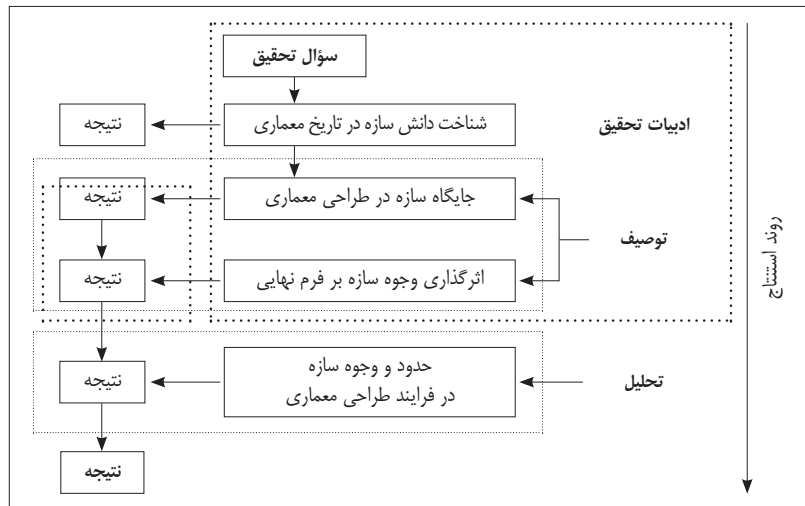 سؤال تحقیق
ادبیات تحقیق
شناخت دانش سازه در تاریخ معماری
نتیجه
جایگاه سازه در طراحی معماری
نتیجه
توصیف
اثرگذاری وجوه سازه بر فرم نهایی
نتیجه
تحلیل
حدود و وجوه سازه
در فرایند طراحی معماری
نتیجه
نتیجه
روند استنتاج